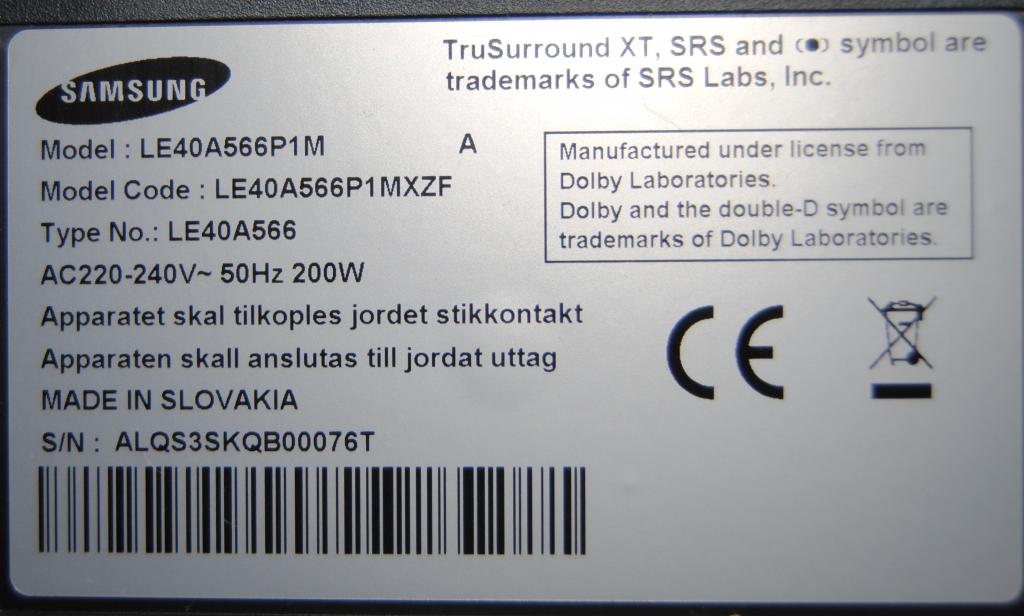 SAMSUNG
TruSurround XT, SRS and (●) symbol are
trademarks of SRS Labs, Inc.
Model : LE40A566P1M A
Model Code : LE40A566P1MXZF
Type No.: LE40A566
AC220-240V~ 50Hz 200W
Apparatet skal tilkoples jordet stikkontakt
Apparaten skall anslutas till jordat uttag
MADE IN SLOVAKIA
S/N : ALQS3SKQB00076T
Manufactured under license from
Dolby Laboratories.
Dolby and the double-D symbol are
trademarks of Dolby Laboratories.
CE